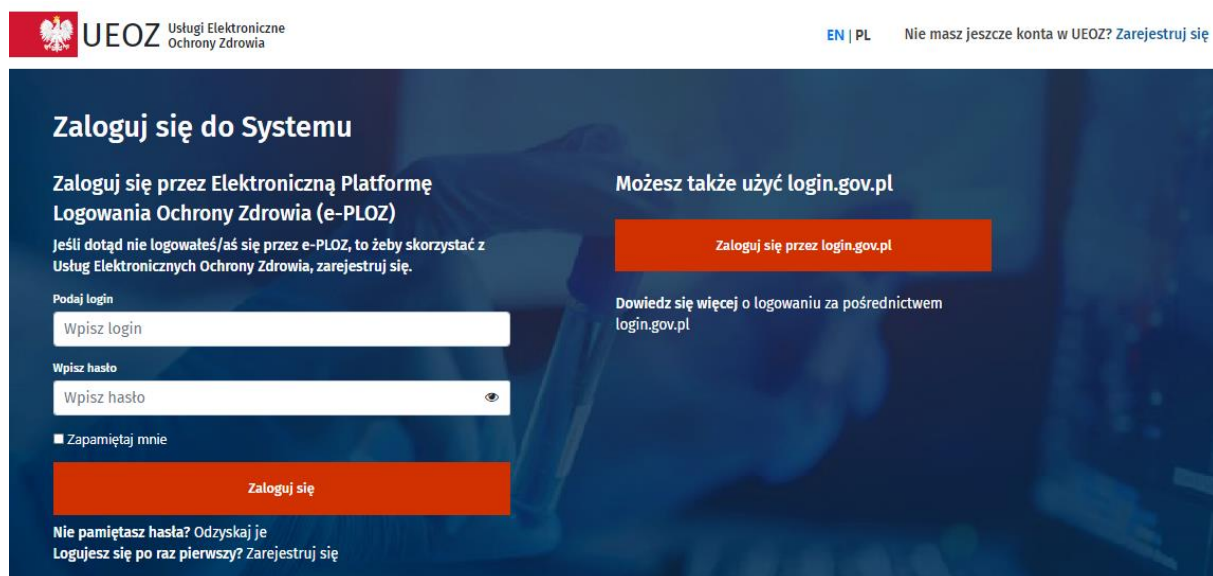 UEOZ Usługi Elektroniczne
Ochrony Zdrowia
EN | PL
Nie masz jeszcze konta w UEOZ? Zarejestruj się
Zaloguj się do Systemu
Zaloguj się przez Elektroniczną Platformę
Logowania Ochrony Zdrowia (e-PLOZ)
Jeśli dotąd nie logowałeś/aś się przez e-PLOZ, to żeby skorzystać z
Usług Elektronicznych Ochrony Zdrowia, zarejestruj się.
Podaj login
Wpisz login
Wpisz hasło
Wpisz hasło
Zapamiętaj mnie
Zaloguj się
Nie pamiętasz hasła? Odzyskaj je
Logujesz się po raz pierwszy? Zarejestruj się
Możesz także użyć login.gov.pl
Zaloguj się przez login.gov.pl
Dowiedz się więcej o logowaniu za pośrednictwem
login.gov.pl